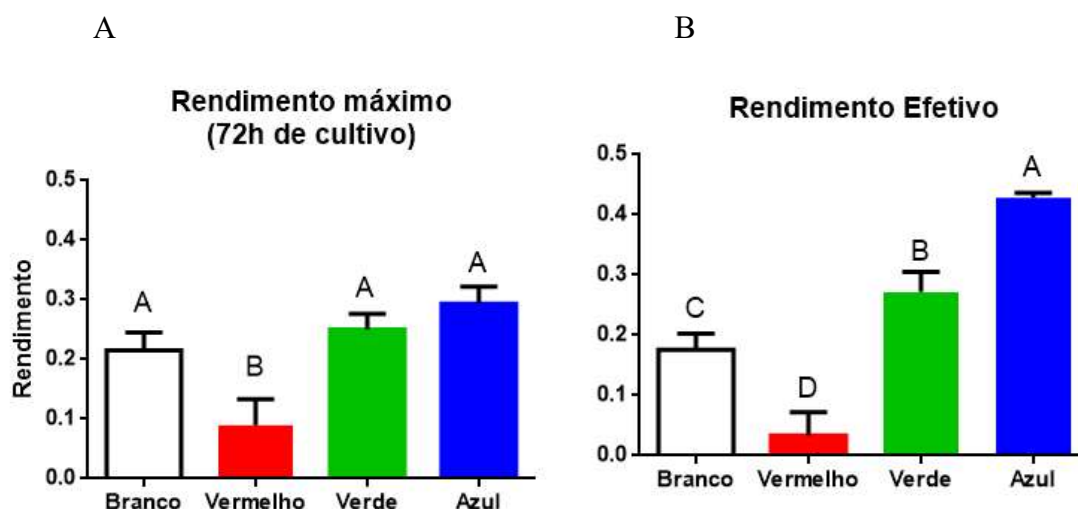 A
B
Rendimento máximo
(72h de cultivo)
Rendimento
0.5
0.4
0.3
0.2
0.1
0.0
A
B
A
A
Branco Vermelho Verde Azul
Rendimento Efetivo
0.5
0.4
0.3
0.2
0.1
0.0
C
D
B
A
Branco Vermelho Verde Azul